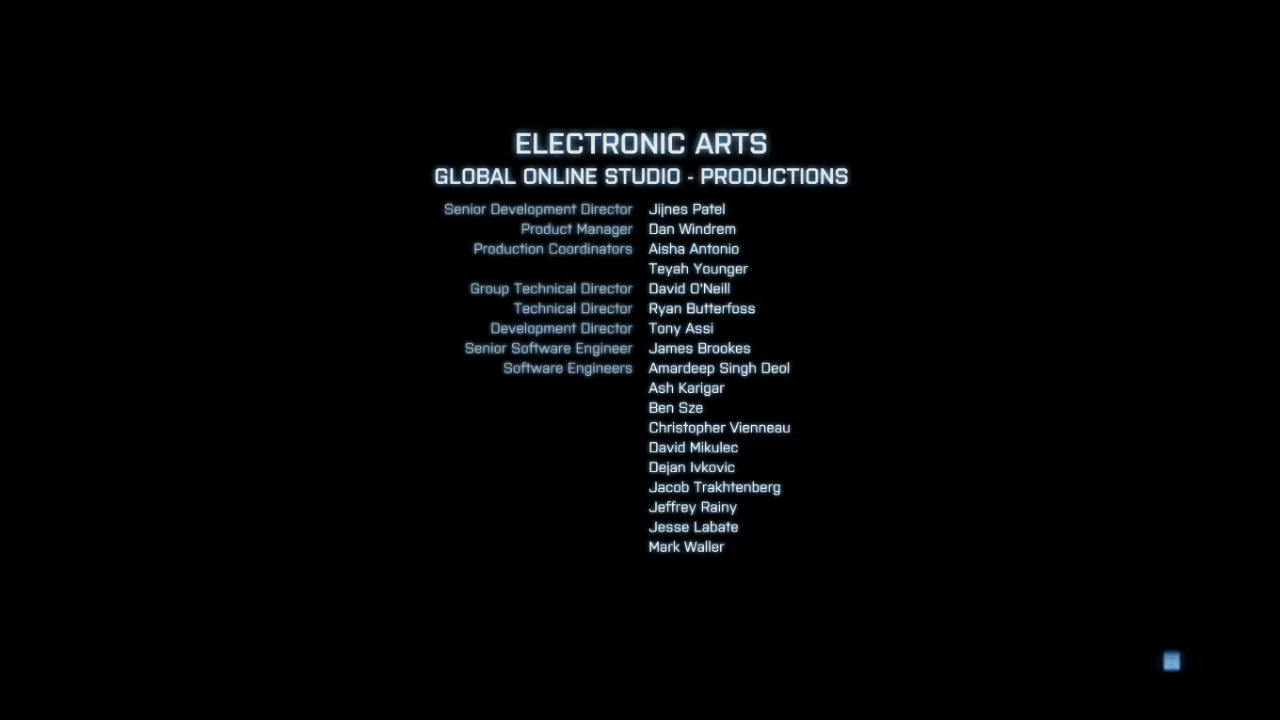 ELECTRONIC ARTS
GLOBAL ONLINE STUDIO - PRODUCTIONS
Senior Development Director Jijnes Patel
Product Manager Dan Windrem
Production Coordinators Aisha Antonio
Teyah Younger
Group Technical Director David O'Neill
Technical Director Ryan Butterfoss
Development Director Tony Assi
Senior Software Engineer James Brookes
Software Engineers Amardeep Singh Deol
Ash Karigar
Ben Sze
Christopher Vienneau
David Mikulec
Dejan Ivkovic
Jacob Trakhtenberg
Jeffrey Rainy
Jesse Labate
Mark Waller